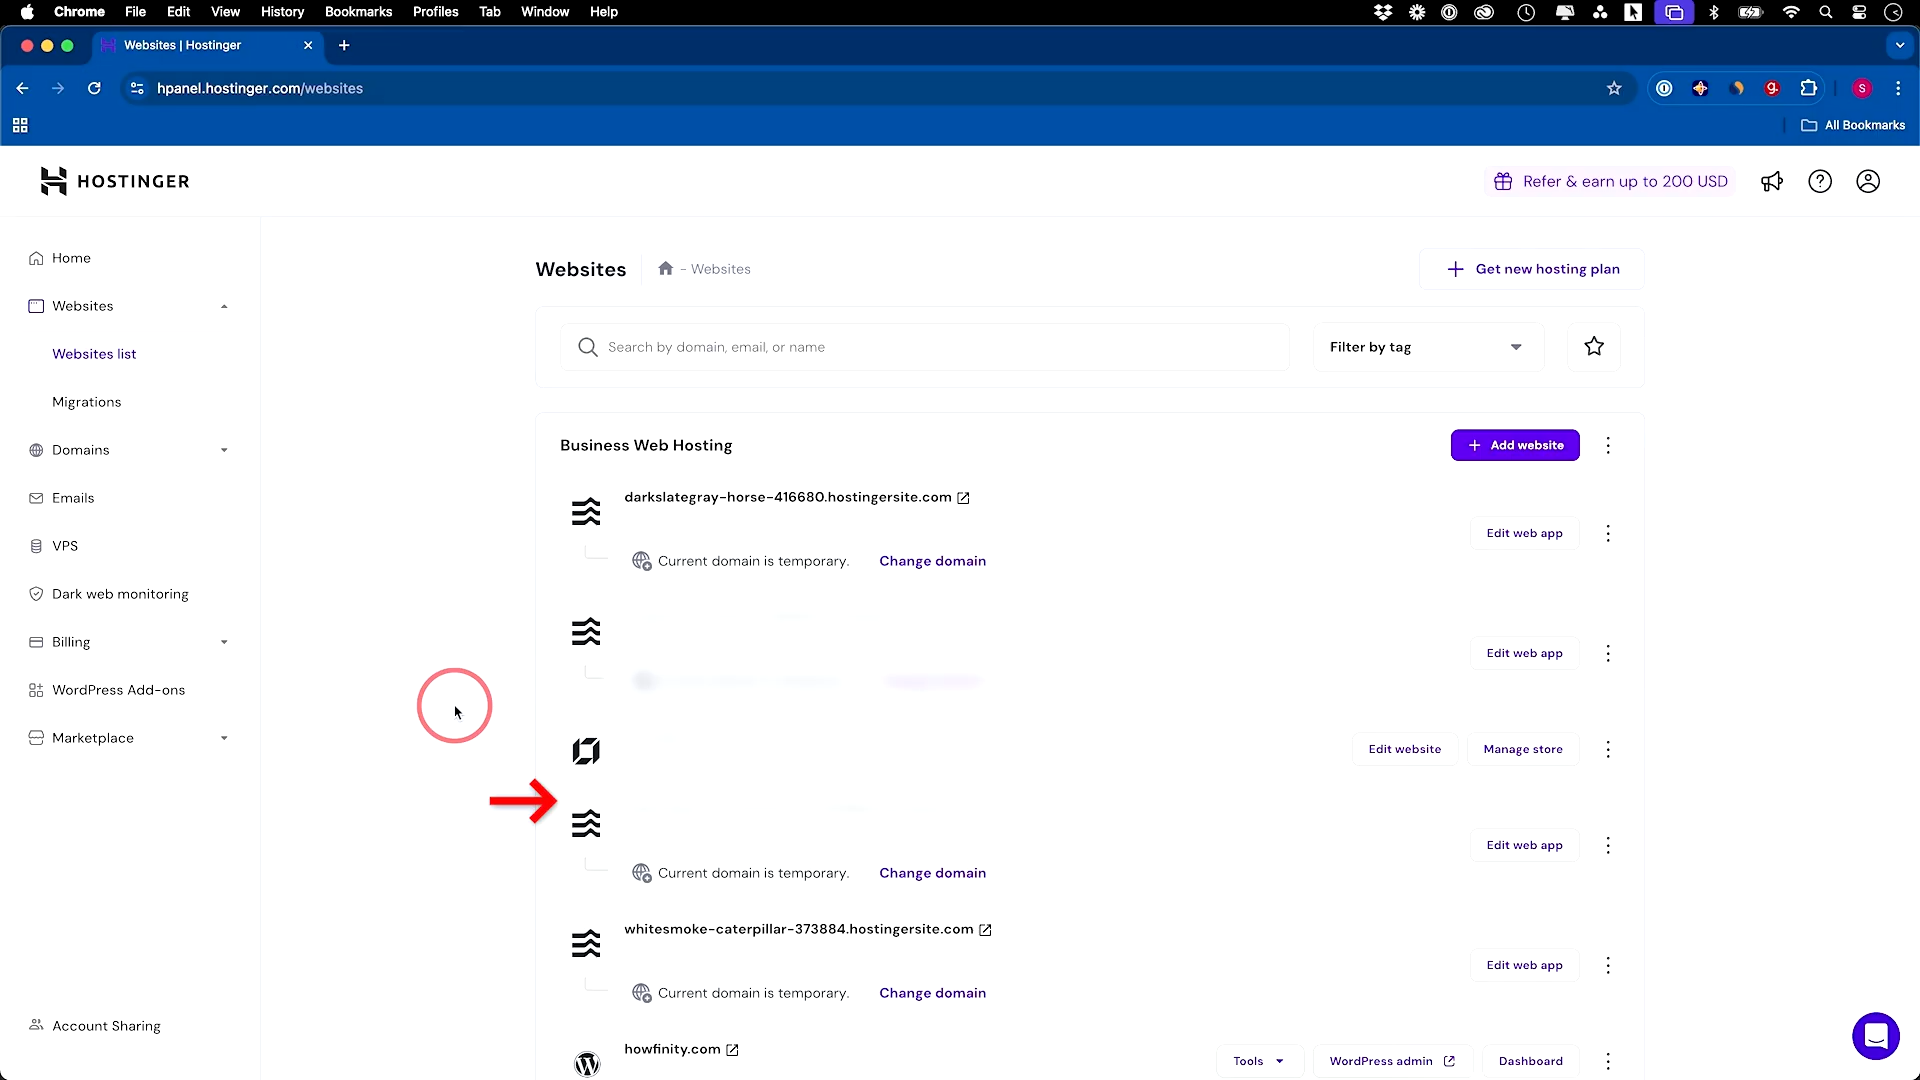 Chrome File Edit View History Bookmarks Profiles Tab Window Help
Websites | Hostinger
hpanel.hostinger.com/websites
S
g.
All Bookmarks
HOSTINGER
Refer & earn up to 200 USD
Home
Websites
Websites list
Migrations
Domains
Emails
VPS
Dark web monitoring
Billing
WordPress Add-ons
Marketplace
Account Sharing
Websites - Websites
Get new hosting plan
Search by domain, email, or name
Filter by tag
Business Web Hosting
Add website
darkslategray-horse-416680.hostingersite.com
Edit web app
Current domain is temporary. Change domain
Edit web app
Edit website Manage store
Edit web app
Current domain is temporary. Change domain
whitesmoke-caterpillar-373884.hostingersite.com
Edit web app
Current domain is temporary. Change domain
howfinity.com
Tools WordPress admin Dashboard